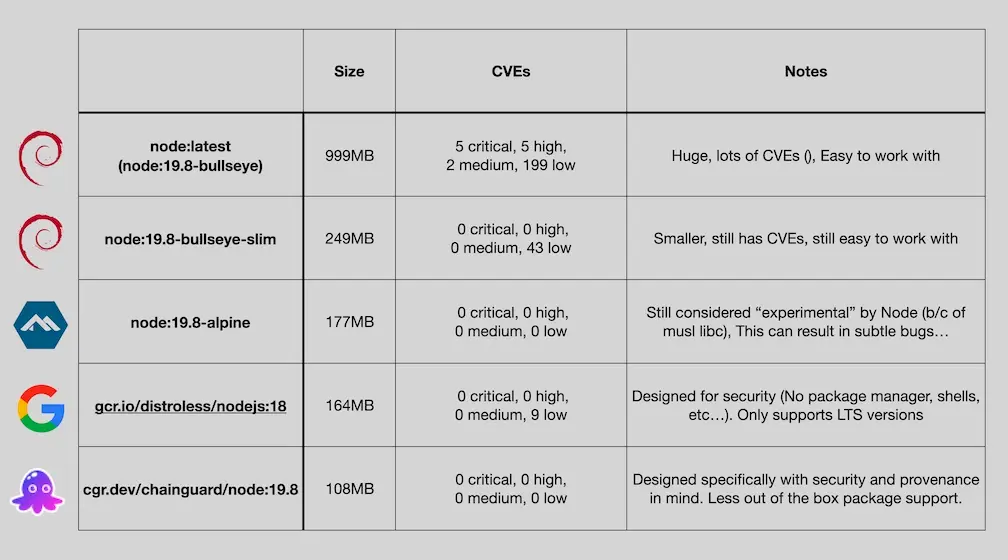 Size
CVEs
Notes
node:latest
(node:19.8-bullseye)
999MB
5 critical, 5 high,
2 medium, 199 low
Huge, lots of CVEs (), Easy to work with
node:19.8-bullseye-slim
249MB
0 critical, 0 high,
0 medium, 43 low
Smaller, still has CVEs, still easy to work with
node:19.8-alpine
177MB
0 critical, 0 high,
0 medium, 0 low
Still considered “experimental” by Node (b/c of
musl libc), This can result in subtle bugs…
gcr.io/distroless/nodejs:18
164MB
0 critical, 0 high,
0 medium, 9 low
Designed for security (No package manager, shells,
etc…). Only supports LTS versions
cgr.dev/chainguard/node:19.8
108MB
0 critical, 0 high,
0 medium, 0 low
Designed specifically with security and provenance
in mind. Less out of the box package support.